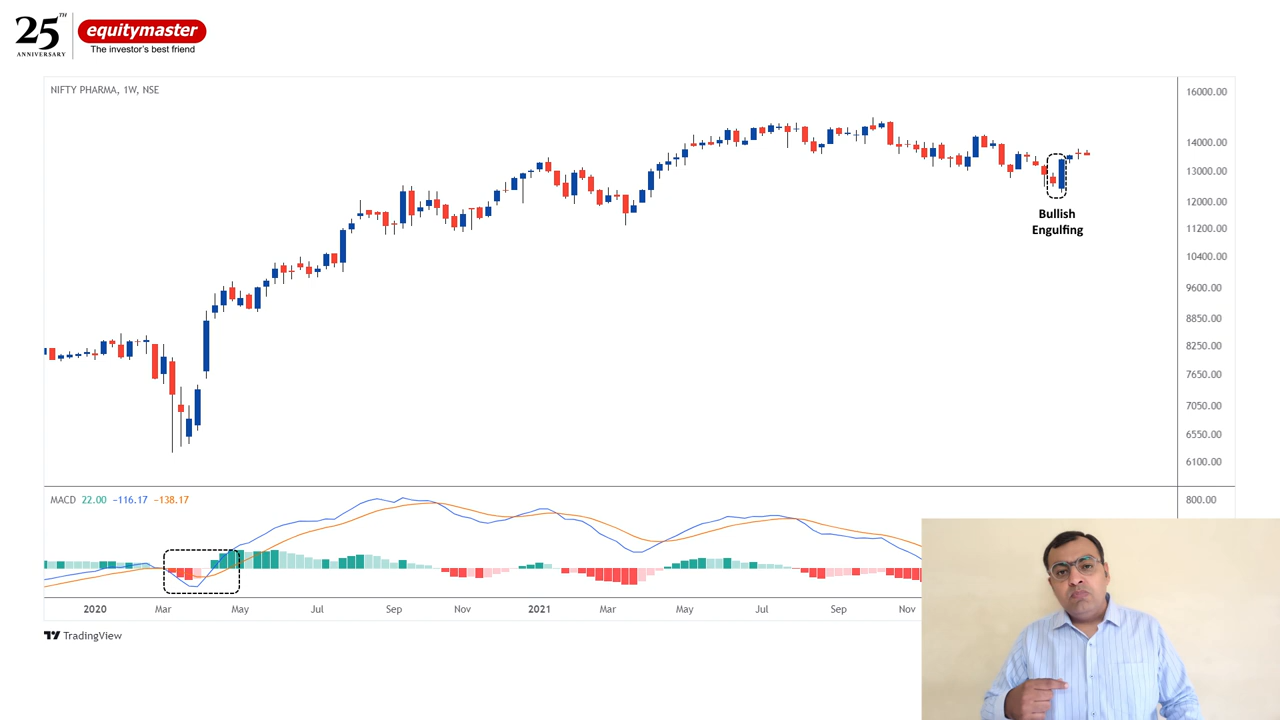 25TH
ANNIVERSARY
equitymaster
The investor's best friend
NIFTY PHARMA, 1W, NSE
16000.00
14000.00
13000.00
12000.00
11200.00
10400.00
9600.00
8850.00
8250.00
7650.00
7050.00
6550.00
6100.00
Bullish
Engulfing
MACD 22.00 −116.17 −138.17
800.00
2020 Mar May Jul Sep Nov 2021 Mar May Jul Sep Nov
TradingView